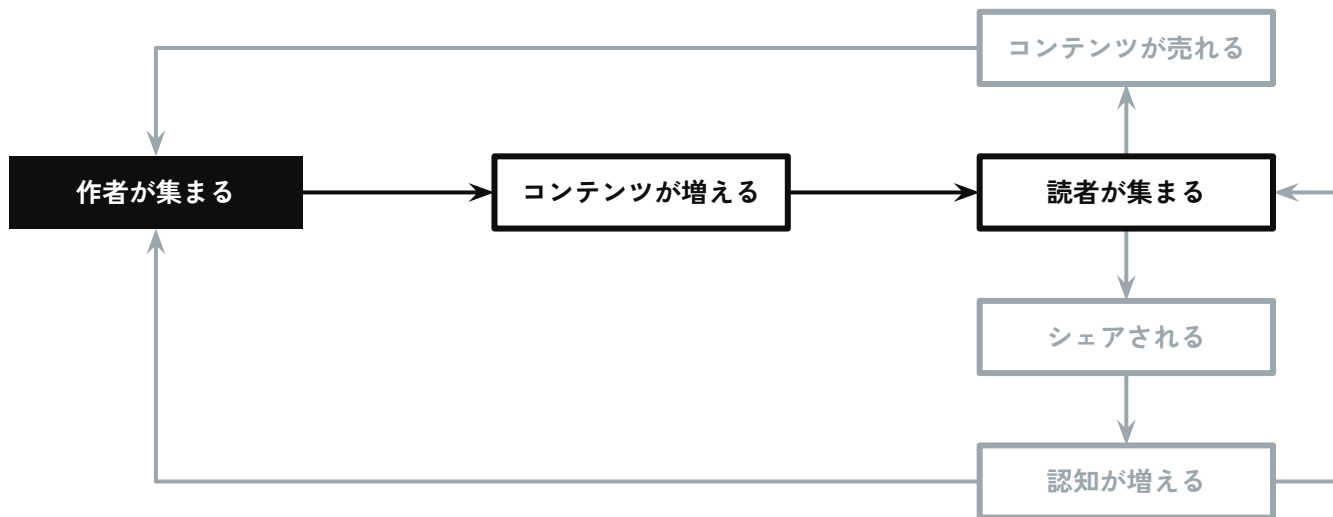 コンテンツが売れる
作者が集まる
コンテンツが増える
読者が集まる
シェアされる
認知が増える